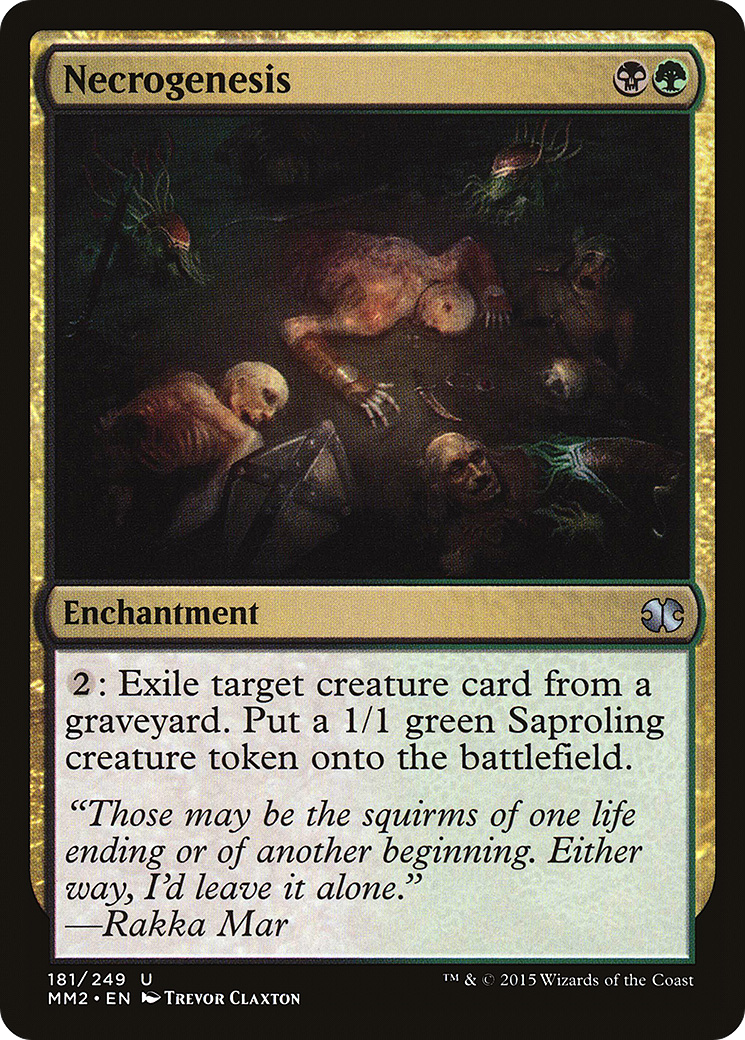 Necrogenesis
Enchantment
2: Exile target creature card from a
graveyard. Put a 1/1 green Saproling
creature token onto the battlefield.
“Those may be the squirms of one life
ending or of another beginning. Either
way, I’d leave it alone.”
—Rakka Mar
181/249 U
MM2 • EN Trevor Claxton
™ & © 2015 Wizards of the Coast